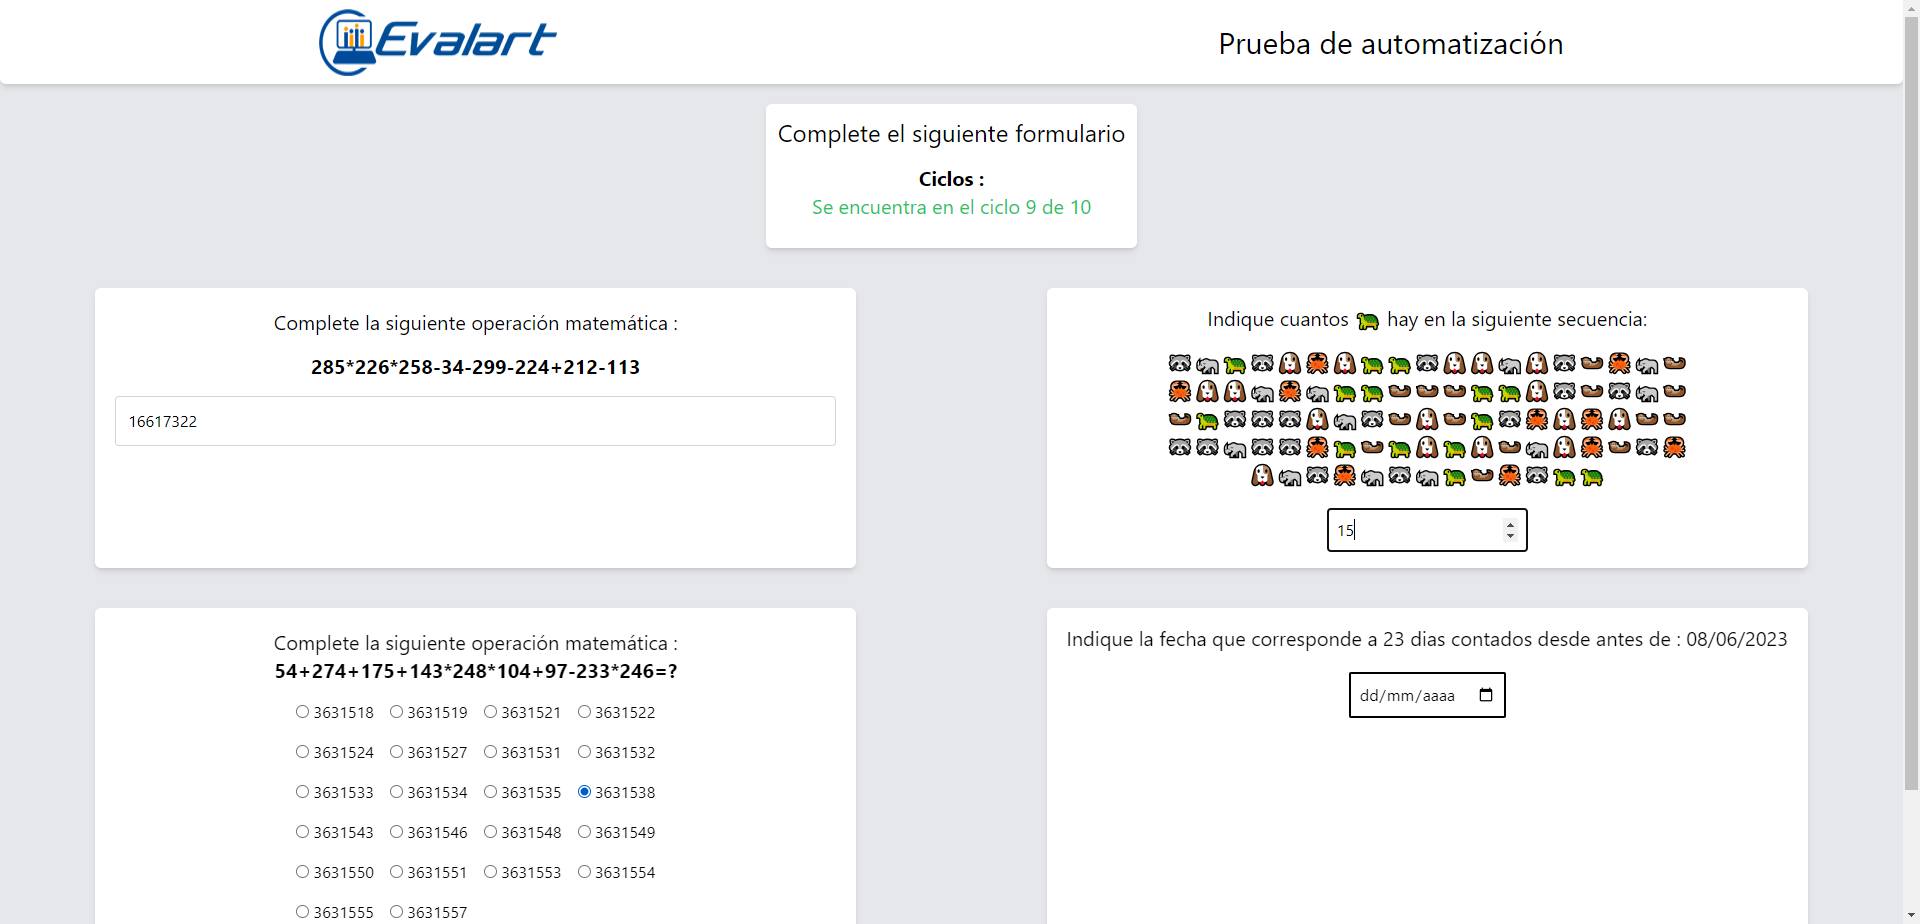 Evalart
Prueba de automatización
Complete el siguiente formulario
Ciclos :
Se encuentra en el ciclo 9 de 10
Complete la siguiente operación matemática :
285*226*258-34-299-224+212-113
16617322
Indique cuantos hay en la siguiente secuencia:
15
Complete la siguiente operación matemática :
54+274+175+143*248*104+97-233*246=?
3631518 3631519 3631521 3631522
3631524 3631527 3631531 3631532
3631533 3631534 3631535 3631538
3631543 3631546 3631548 3631549
3631550 3631551 3631553 3631554
3631555 3631557
Indique la fecha que corresponde a 23 dias contados desde antes de : 08/06/2023
dd/mm/aaaa